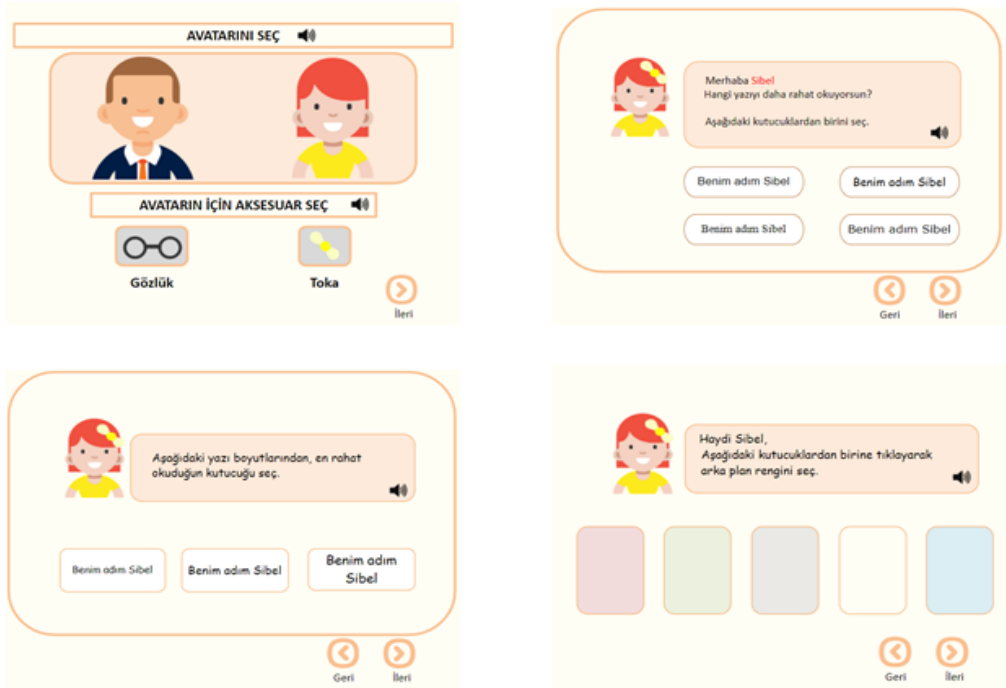 AVATARINI SEÇ
AVATARIN İÇİN AKSESUAR SEÇ
Gözlük
Toka
İleri
Merhaba Sibel
Hangi yazıyı daha rahat okuyorsun?
Aşağıdaki kutucuklardan birini seç.
Benim adım Sibel
Benim adım Sibel
Benim adım Sibel
Benim adım Sibel
Geri
İleri
Aşağıdaki yazı boyutlarından, en rahat
okuduğun kutucuğu seç.
Benim adım Sibel
Benim adım Sibel
Benim adım
Sibel
Geri
İleri
Haydi Sibel,
Aşağıdaki kutucuklardan birine tıklayarak
arka plan rengini seç.
Geri
İleri